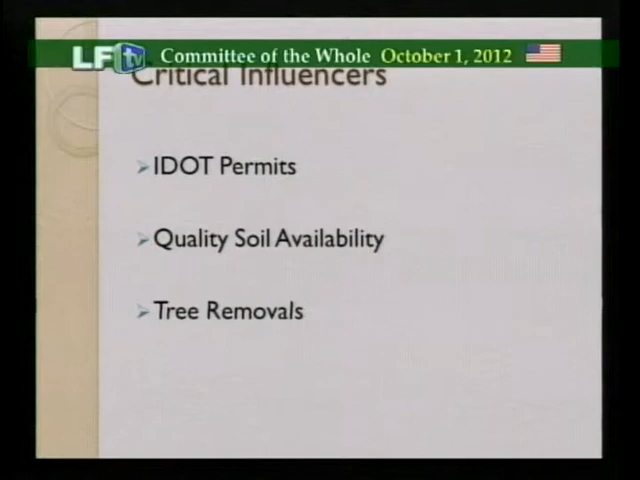 LFtv Committee of the Whole October 1, 2012
Critical Influencers
IDOT Permits
Quality Soil Availability
Tree Removals